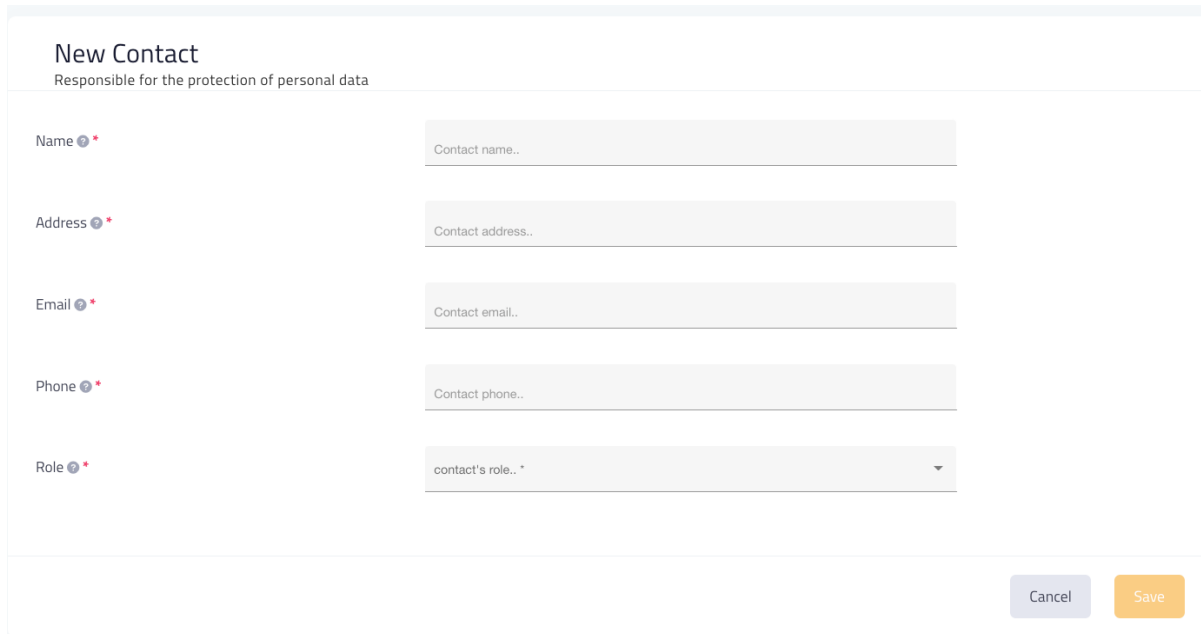 New Contact
Responsible for the protection of personal data
Name ? *
Contact name..
Address ? *
Contact address..
Email ? *
Contact email..
Phone ? *
Contact phone..
Role ? *
contact's role.. *
Cancel
Save